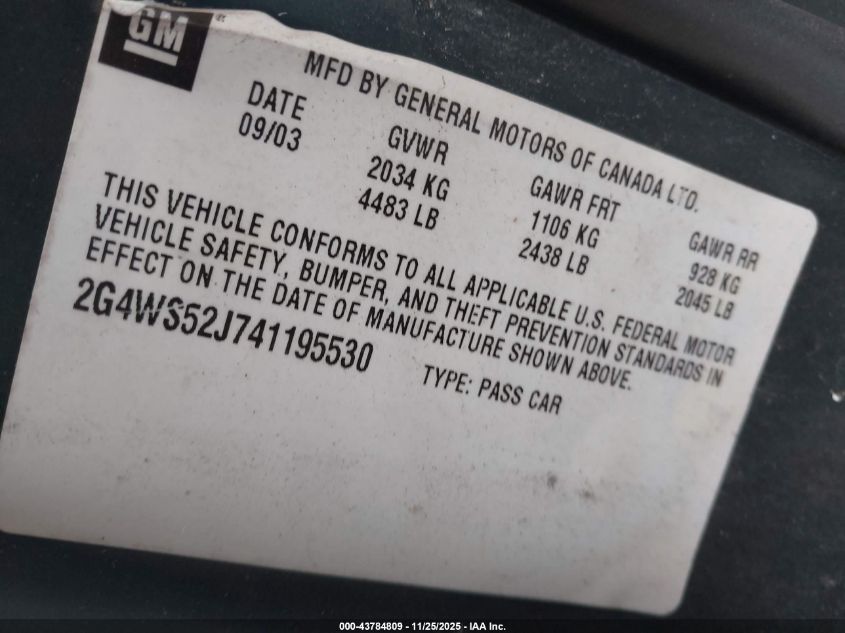 GM
MFD BY GENERAL MOTORS OF CANADA LTD.
DATE GVWR GAWR FRT GAWR RR
09/03 2034 KG 1106 KG 928 KG
4483 LB 2438 LB 2045 LB
THIS VEHICLE CONFORMS TO ALL APPLICABLE U.S. FEDERAL MOTOR
VEHICLE SAFETY, BUMPER, AND THEFT PREVENTION STANDARDS IN
EFFECT ON THE DATE OF MANUFACTURE SHOWN ABOVE.
2G4WS52J741195530 TYPE: PASS CAR
000-43784809 - 11/25/2025 - IAA Inc.